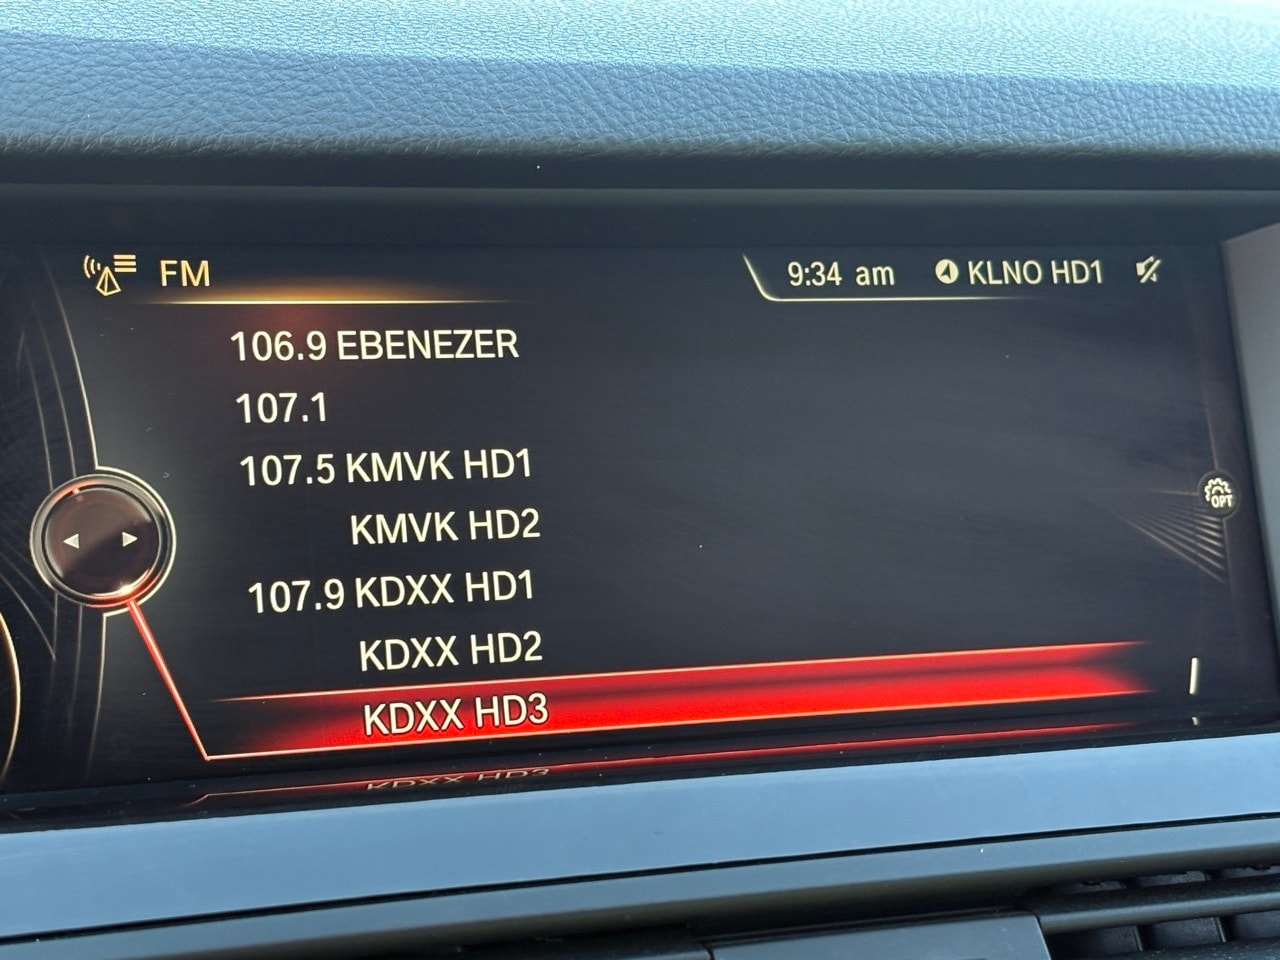 FM
9:34 am KLNO HD1
106.9 EBENEZER
107.1
107.5 KMVK HD1
KMVK HD2
107.9 KDXX HD1
KDXX HD2
KDXX HD3
OPT